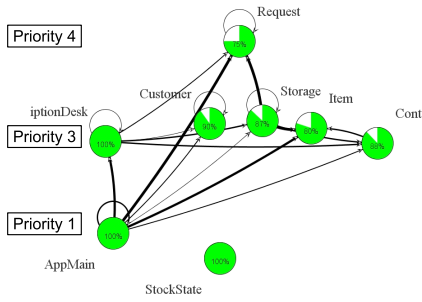 Request
Priority 4
75%
Storage
Customer
Item
iptionDesk
Cont
90%
87%
80%
Priority 3
100%
88%
Priority 1
100%
AppMain
100%
StockState